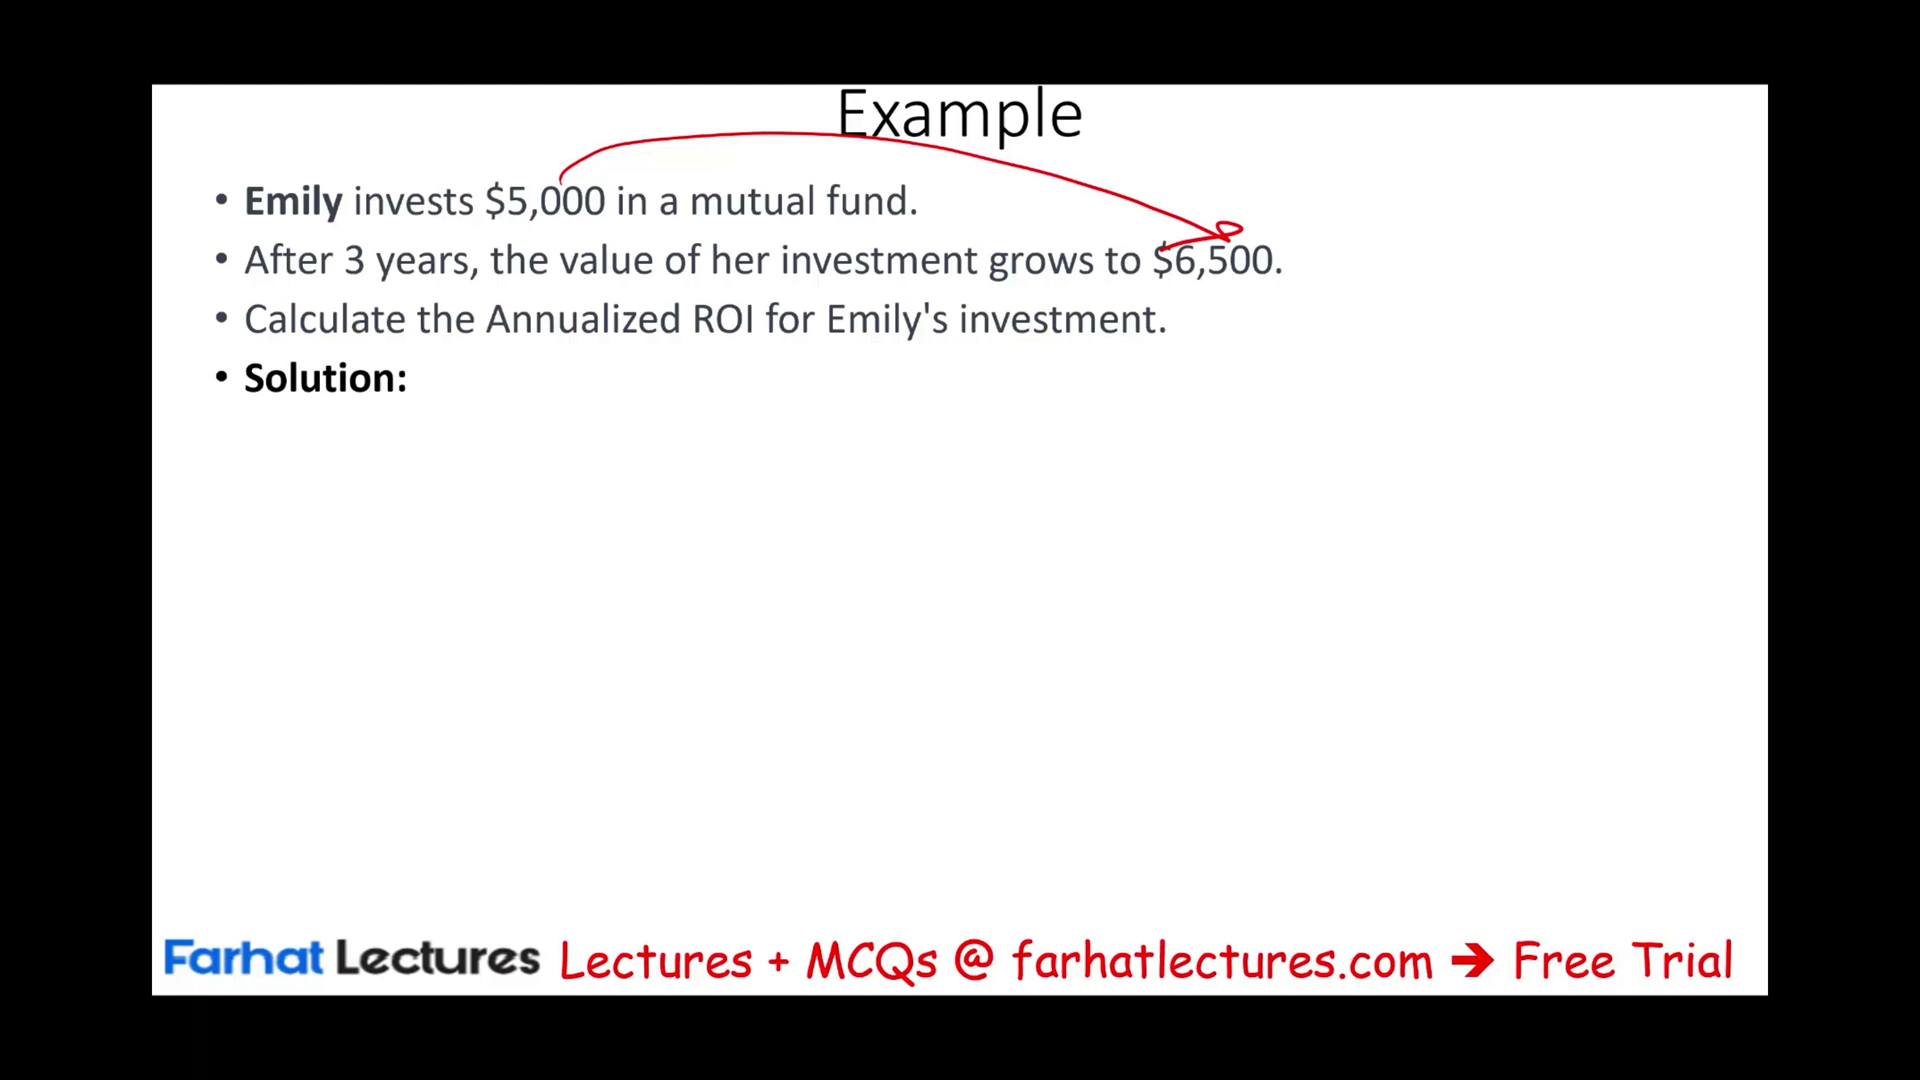 Example
• Emily invests $5,000 in a mutual fund.
• After 3 years, the value of her investment grows to $6,500.
• Calculate the Annualized ROI for Emily's investment.
• Solution:
Farhat Lectures Lectures + MCQs @ farhatlectures.com ➔ Free Trial